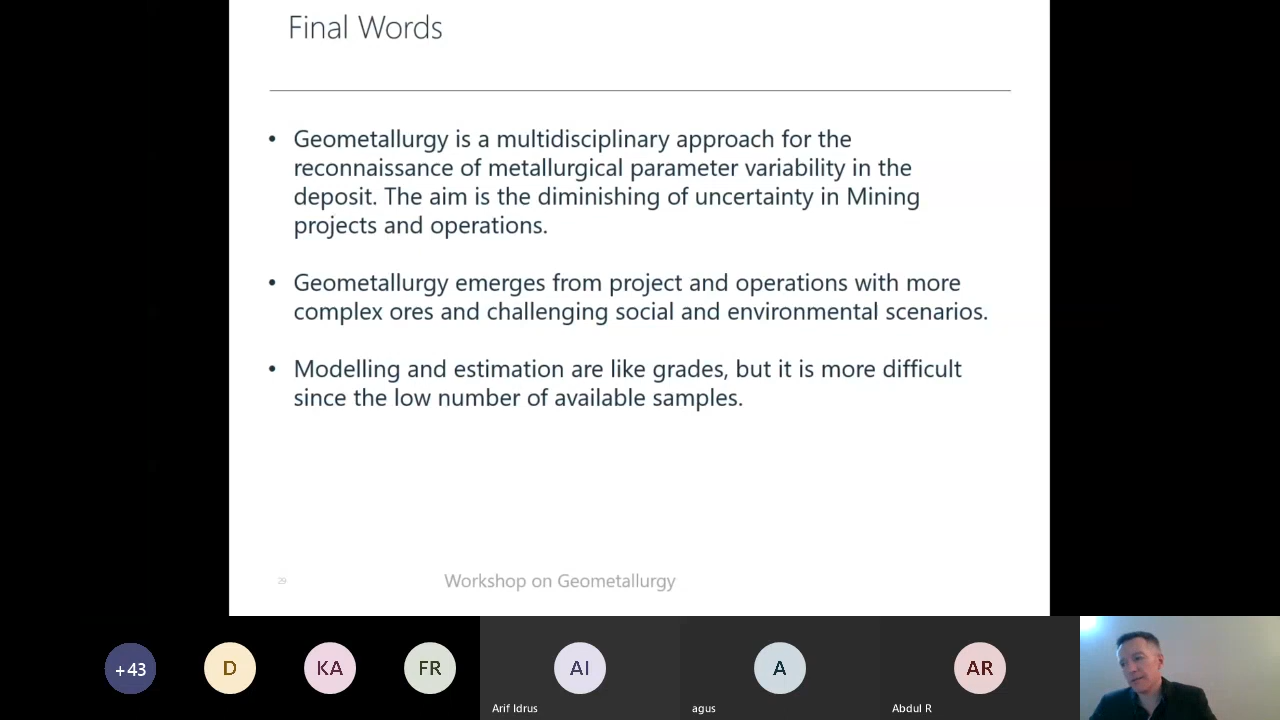 Final Words
• Geometallurgy is a multidisciplinary approach for the
reconnaissance of metallurgical parameter variability in the
deposit. The aim is the diminishing of uncertainty in Mining
projects and operations.
• Geometallurgy emerges from project and operations with more
complex ores and challenging social and environmental scenarios.
• Modelling and estimation are like grades, but it is more difficult
since the low number of available samples.
29
Workshop on Geometallurgy
+43
D
KA
FR
AI
A
AR
Arif Idrus
agus
Abdul R